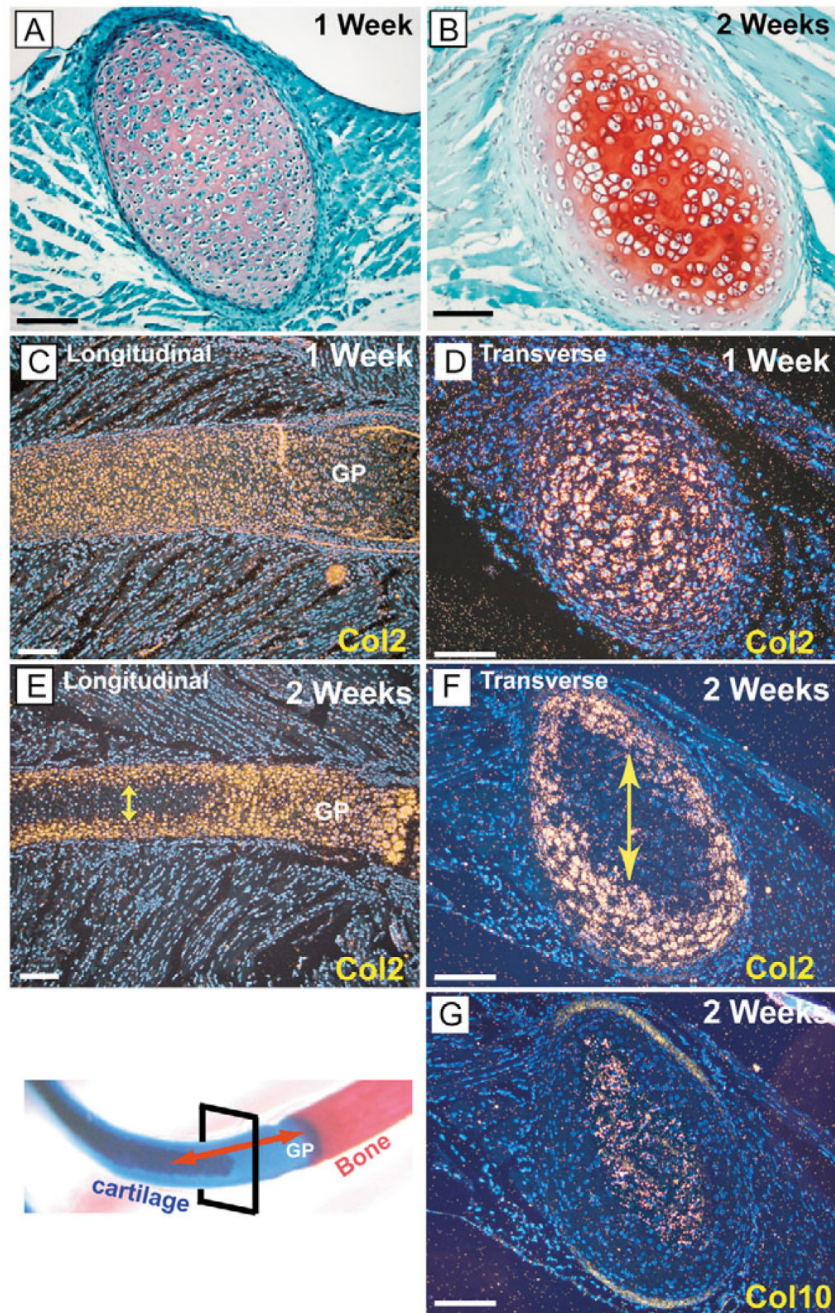 A
1 Week
B
2 Weeks
C
Longitudinal
1 Week
GP
Col2
D
Transverse
1 Week
Col2
E
Longitudinal
2 Weeks
GP
Col2
F
Transverse
2 Weeks
Col2
G
2 Weeks
Col10
cartilage
GP
Bone